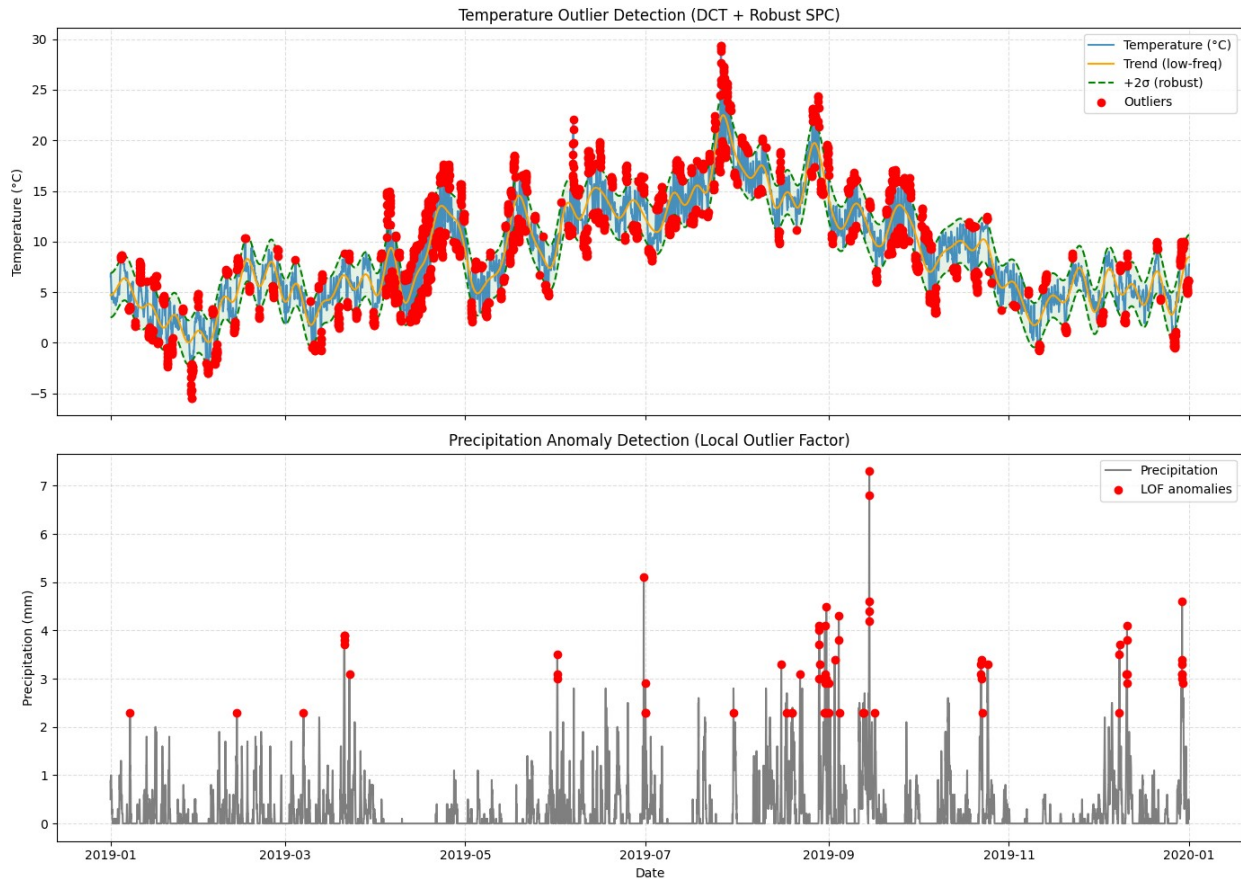 Temperature Outlier Detection (DCT + Robust SPC)
30
25
20
15
10
5
0
−5
Temperature (°C)
Temperature (°C)
Trend (low-freq)
+2σ (robust)
Outliers
Precipitation Anomaly Detection (Local Outlier Factor)
7
6
5
4
3
2
1
0
Precipitation (mm)
Precipitation
LOF anomalies
2019-01 2019-03 2019-05 2019-07 2019-09 2019-11 2020-01
Date